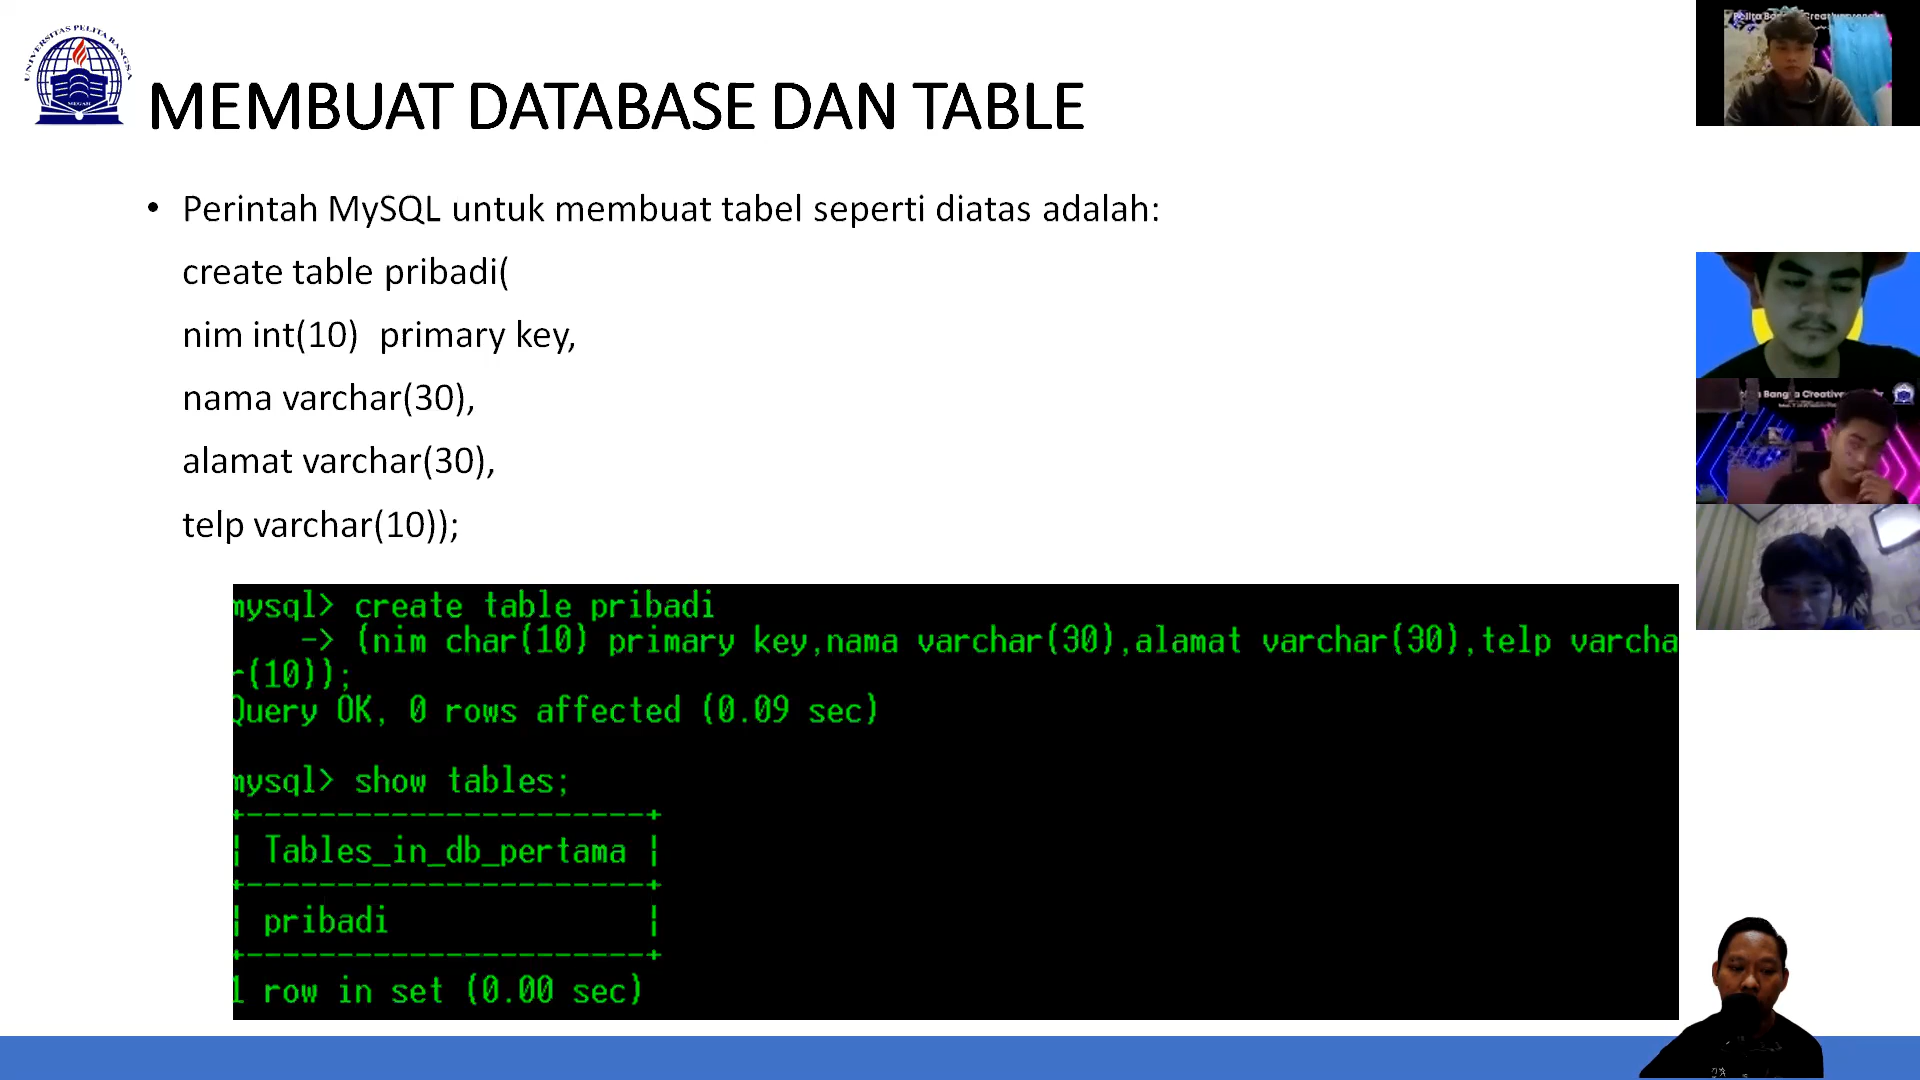 UNIVERSITAS PELITA BANGSA
MEMBUAT DATABASE DAN TABLE
• Perintah MySQL untuk membuat tabel seperti diatas adalah:
create table pribadi(
nim int(10)  primary key,
nama varchar(30),
alamat varchar(30),
telp varchar(10));
mysql> create table pribadi
-> (nim char(10) primary key,nama varchar(30),alamat varchar(30),telp varcha
r(10));
Query OK, 0 rows affected (0.09 sec)
mysql> show tables;
+----------------------+
| Tables_in_db_pertama |
+----------------------+
| pribadi              |
+----------------------+
1 row in set (0.00 sec)